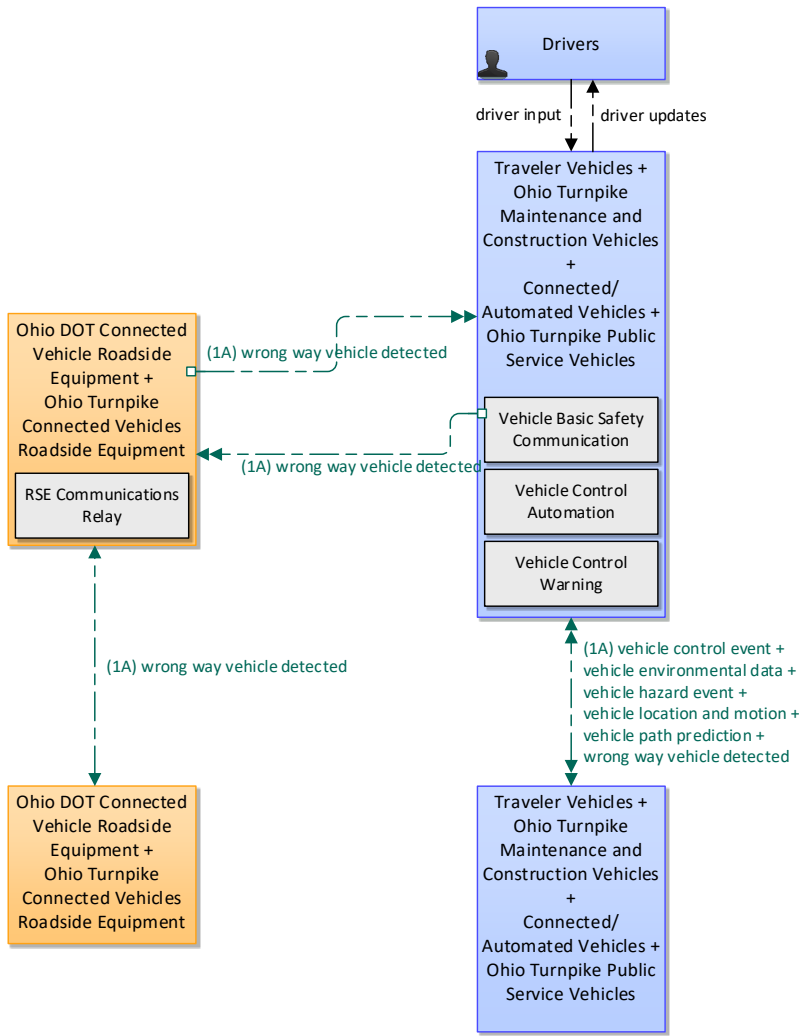 Drivers
driver input
driver updates
Traveler Vehicles +
Ohio Turnpike
Maintenance and
Construction Vehicles
+
Connected/
Automated Vehicles +
Ohio Turnpike Public
Service Vehicles
Vehicle Basic Safety
Communication
Vehicle Control
Automation
Vehicle Control
Warning
Ohio DOT Connected
Vehicle Roadside
Equipment +
Ohio Turnpike
Connected Vehicles
Roadside Equipment
RSE Communications
Relay
(1A) wrong way vehicle detected
(1A) wrong way vehicle detected
(1A) wrong way vehicle detected
(1A) vehicle control event +
vehicle environmental data +
vehicle hazard event +
vehicle location and motion +
vehicle path prediction +
wrong way vehicle detected
Ohio DOT Connected
Vehicle Roadside
Equipment +
Ohio Turnpike
Connected Vehicles
Roadside Equipment
Traveler Vehicles +
Ohio Turnpike
Maintenance and
Construction Vehicles
+
Connected/
Automated Vehicles +
Ohio Turnpike Public
Service Vehicles